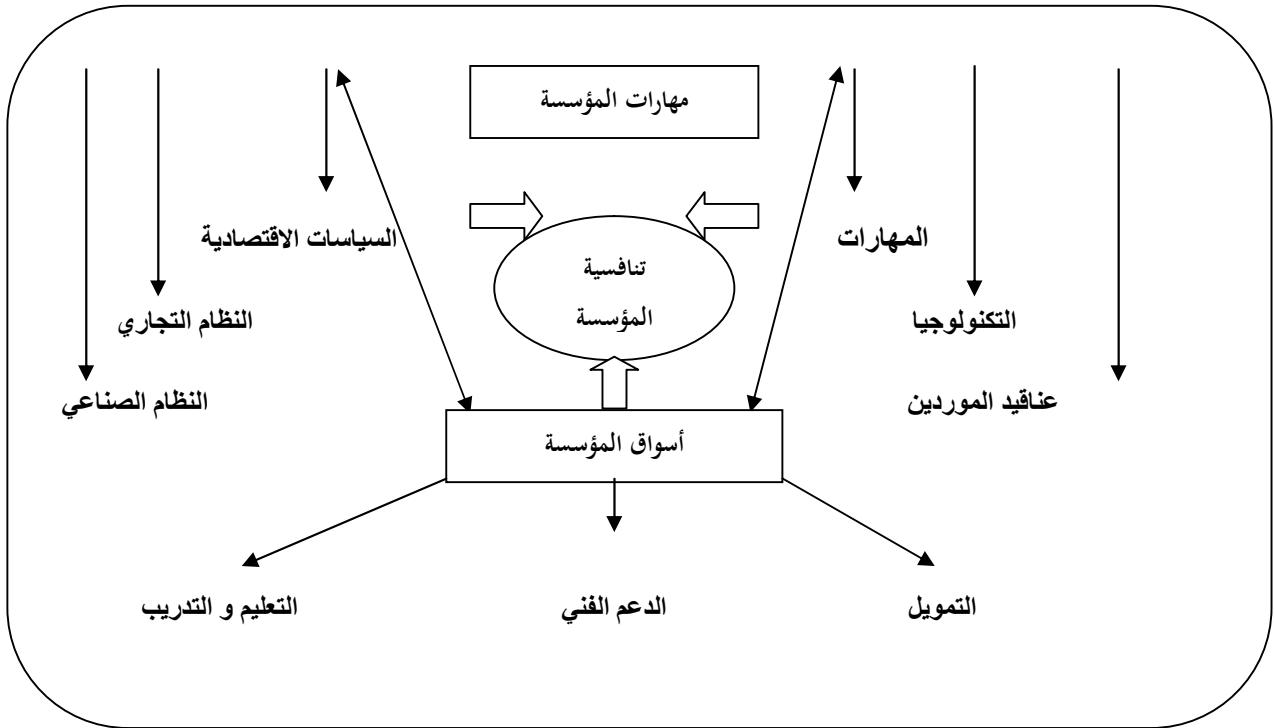 مهارات المؤسسة
المهارات
السياسات الاقتصادية
تنافسية
المؤسسة
التكنولوجيا
النظام التجاري
عناقيد الموردين
النظام الصناعي
أسواق المؤسسة
التمويل
الدعم الفني
التعليم و التدريب